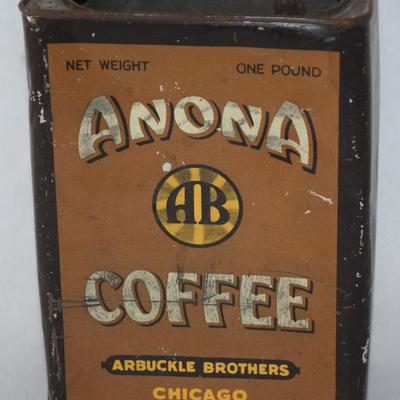 NET WEIGHT ONE POUND
ANONA
AB
COFFEE
ARBUCKLE BROTHERS
CHICAGO